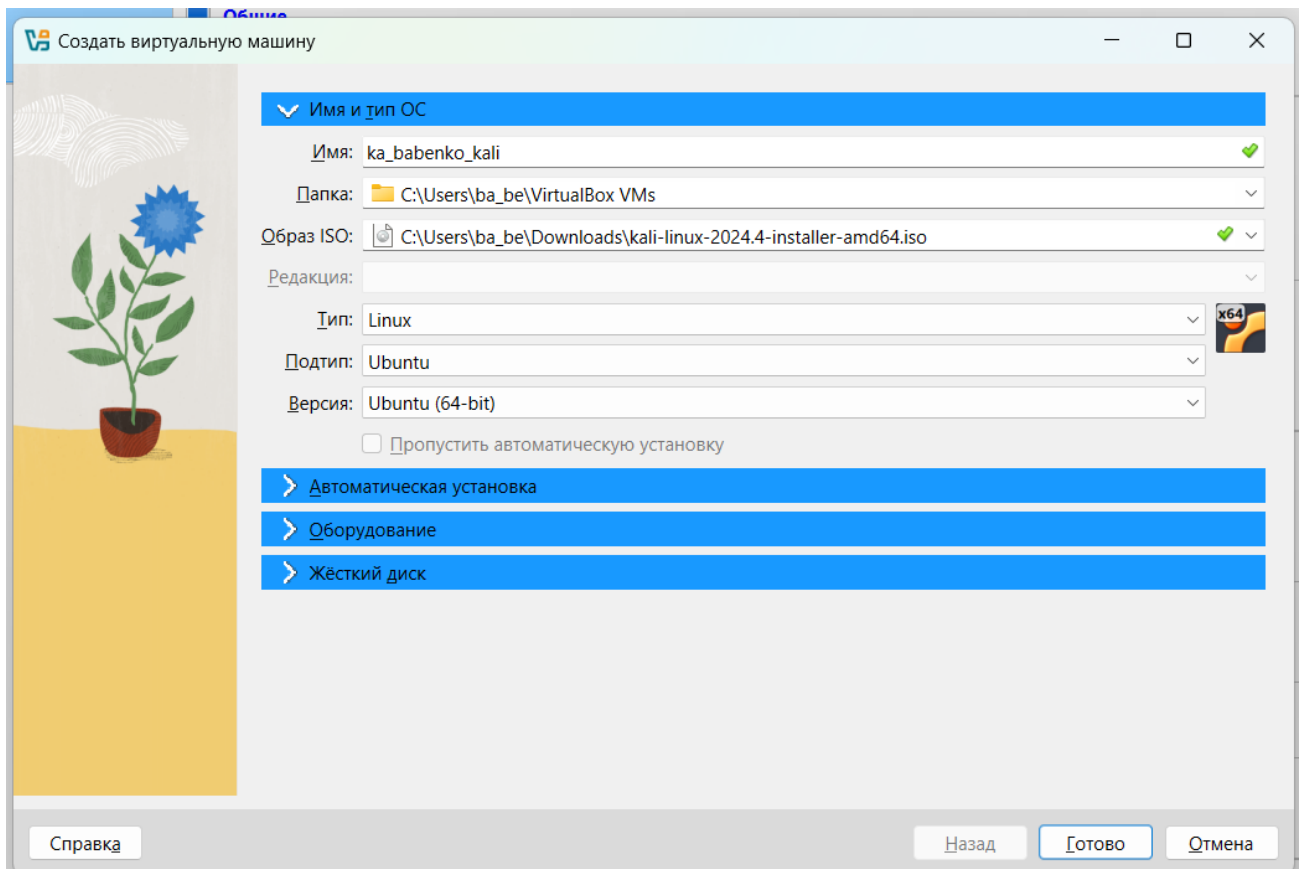 Общие
Создать виртуальную машину
Имя и тип ОС
Имя: ka_babenko_kali
Папка: C:\Users\ba_be\VirtualBox VMs
Образ ISO: C:\Users\ba_be\Downloads\kali-linux-2024.4-installer-amd64.iso
Редакция:
Тип: Linux
x64
Подтип: Ubuntu
Версия: Ubuntu (64-bit)
Пропустить автоматическую установку
Автоматическая установка
Оборудование
Жёсткий диск
Справка Назад Готово Отмена